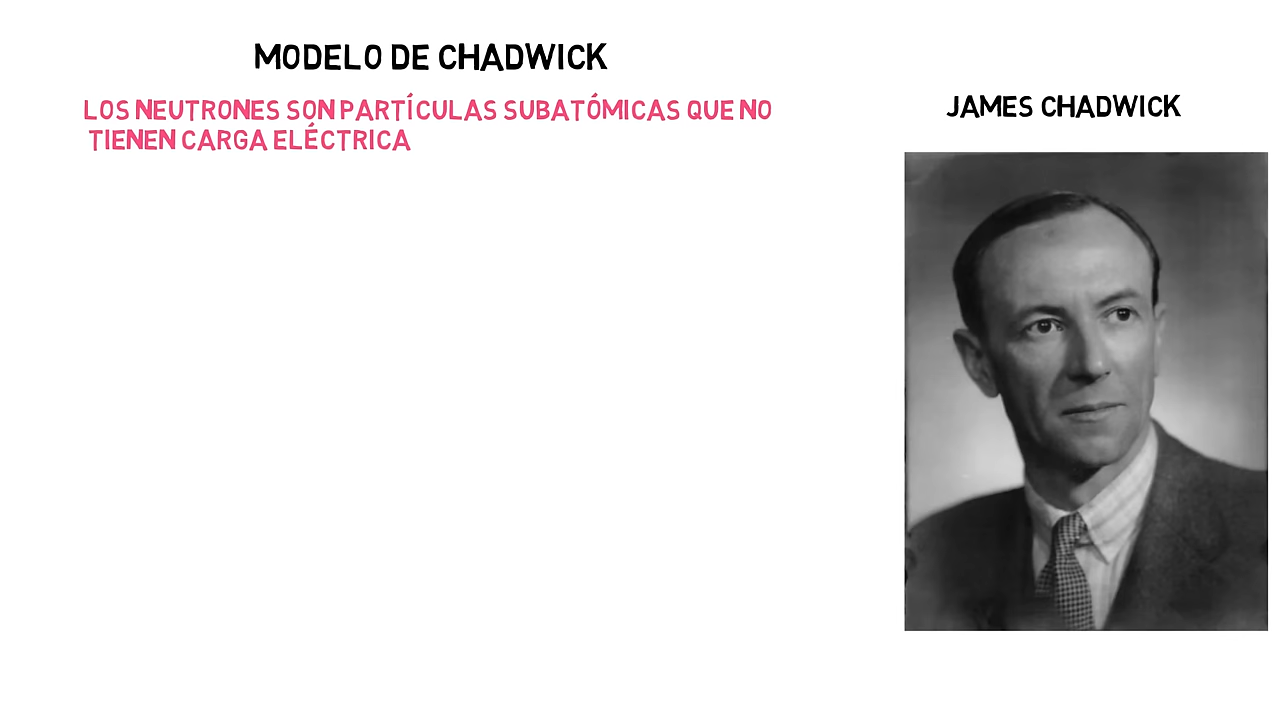 MODELO DE CHADWICK
LOS NEUTRONES SON PARTÍCULAS SUBATÓMICAS QUE NO
TIENEN CARGA ELÉCTRICA
JAMES CHADWICK